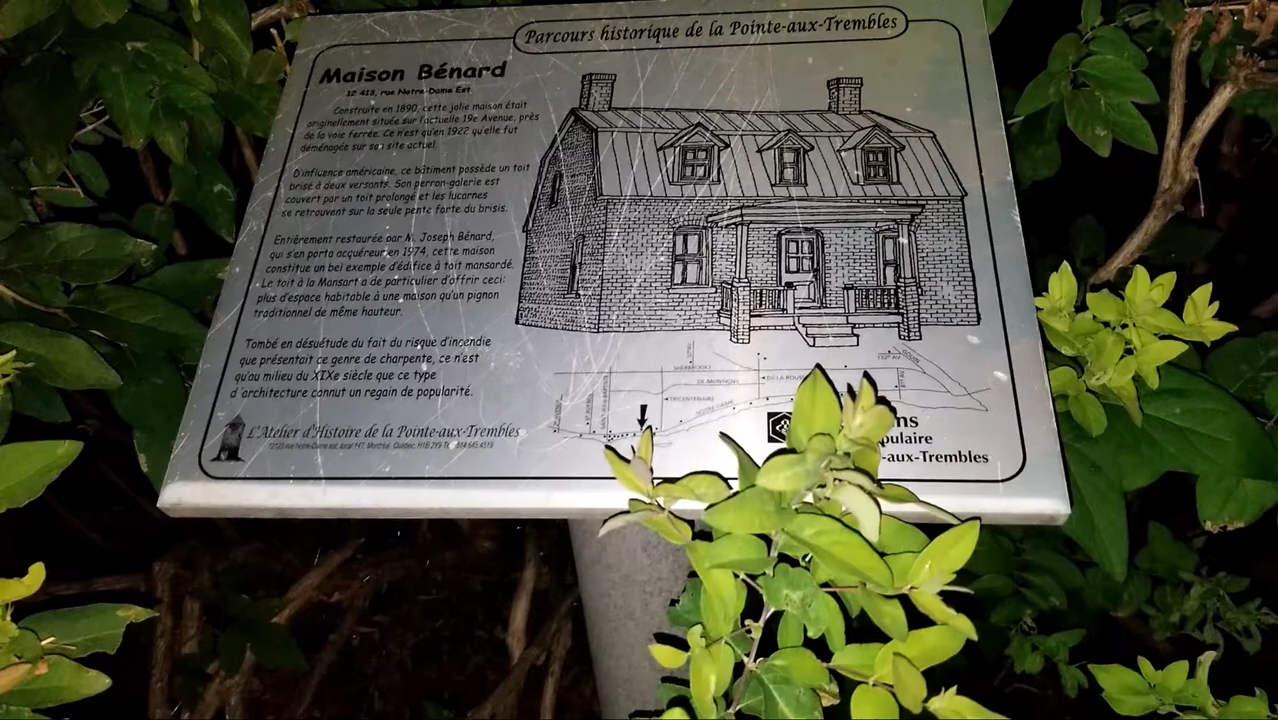 Parcours historique de la Pointe-aux-Trembles
Maison Bénard
12 413, rue Notre-Dame Est
Construite en 1890, cette jolie maison était
originellement située sur l'actuelle 19e Avenue, près
de la voie ferrée. Ce n'est qu'en 1922 qu'elle fut
déménagée sur son site actuel.
D'influence américaine, ce bâtiment possède un toit
brisé à deux versants. Son perron-galerie est
couvert par un toit prolongé et les lucarnes
se retrouvent sur la seule pente forte du brisis.
Entièrement restaurée par M. Joseph Bénard,
qui s'en porta acquéreur en 1974, cette maison
constitue un bel exemple d'édifice à toit mansardé.
Le toit à la Mansart a de particulier d'offrir ceci:
plus d'espace habitable à une maison qu'un pignon
traditionnel de même hauteur.
Tombé en désuétude du fait du risque d'incendie
que présentait ce genre de charpente, ce n'est
qu'au milieu du XIXe siècle que ce type
d'architecture connut un regain de popularité.
SHERBROOKE
GOUIN
DE MONTIGNY
DE LA ROUSS
TRICENTENAIRE
NOTRE-DAME
ns
pulaire
-aux-Trembles
L'Atelier d'Histoire de la Pointe-aux-Trembles